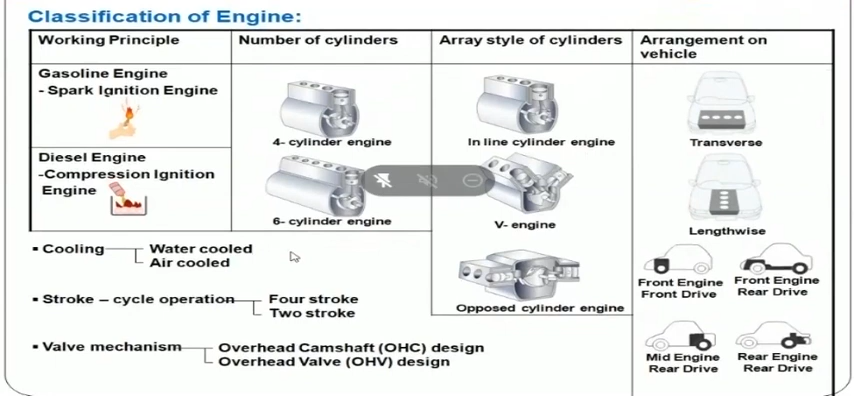 Classification of Engine:
Working Principle
Number of cylinders
Array style of cylinders
Arrangement on
vehicle
Gasoline Engine
- Spark Ignition Engine
4- cylinder engine
In line cylinder engine
Transverse
Diesel Engine
-Compression Ignition
Engine
6- cylinder engine
V- engine
Lengthwise
▪ Cooling
Water cooled
Air cooled
▪ Stroke – cycle operation
Four stroke
Two stroke
Opposed cylinder engine
Front Engine
Front Drive
Front Engine
Rear Drive
▪ Valve mechanism
Overhead Camshaft (OHC) design
Overhead Valve (OHV) design
Mid Engine
Rear Drive
Rear Engine
Rear Drive